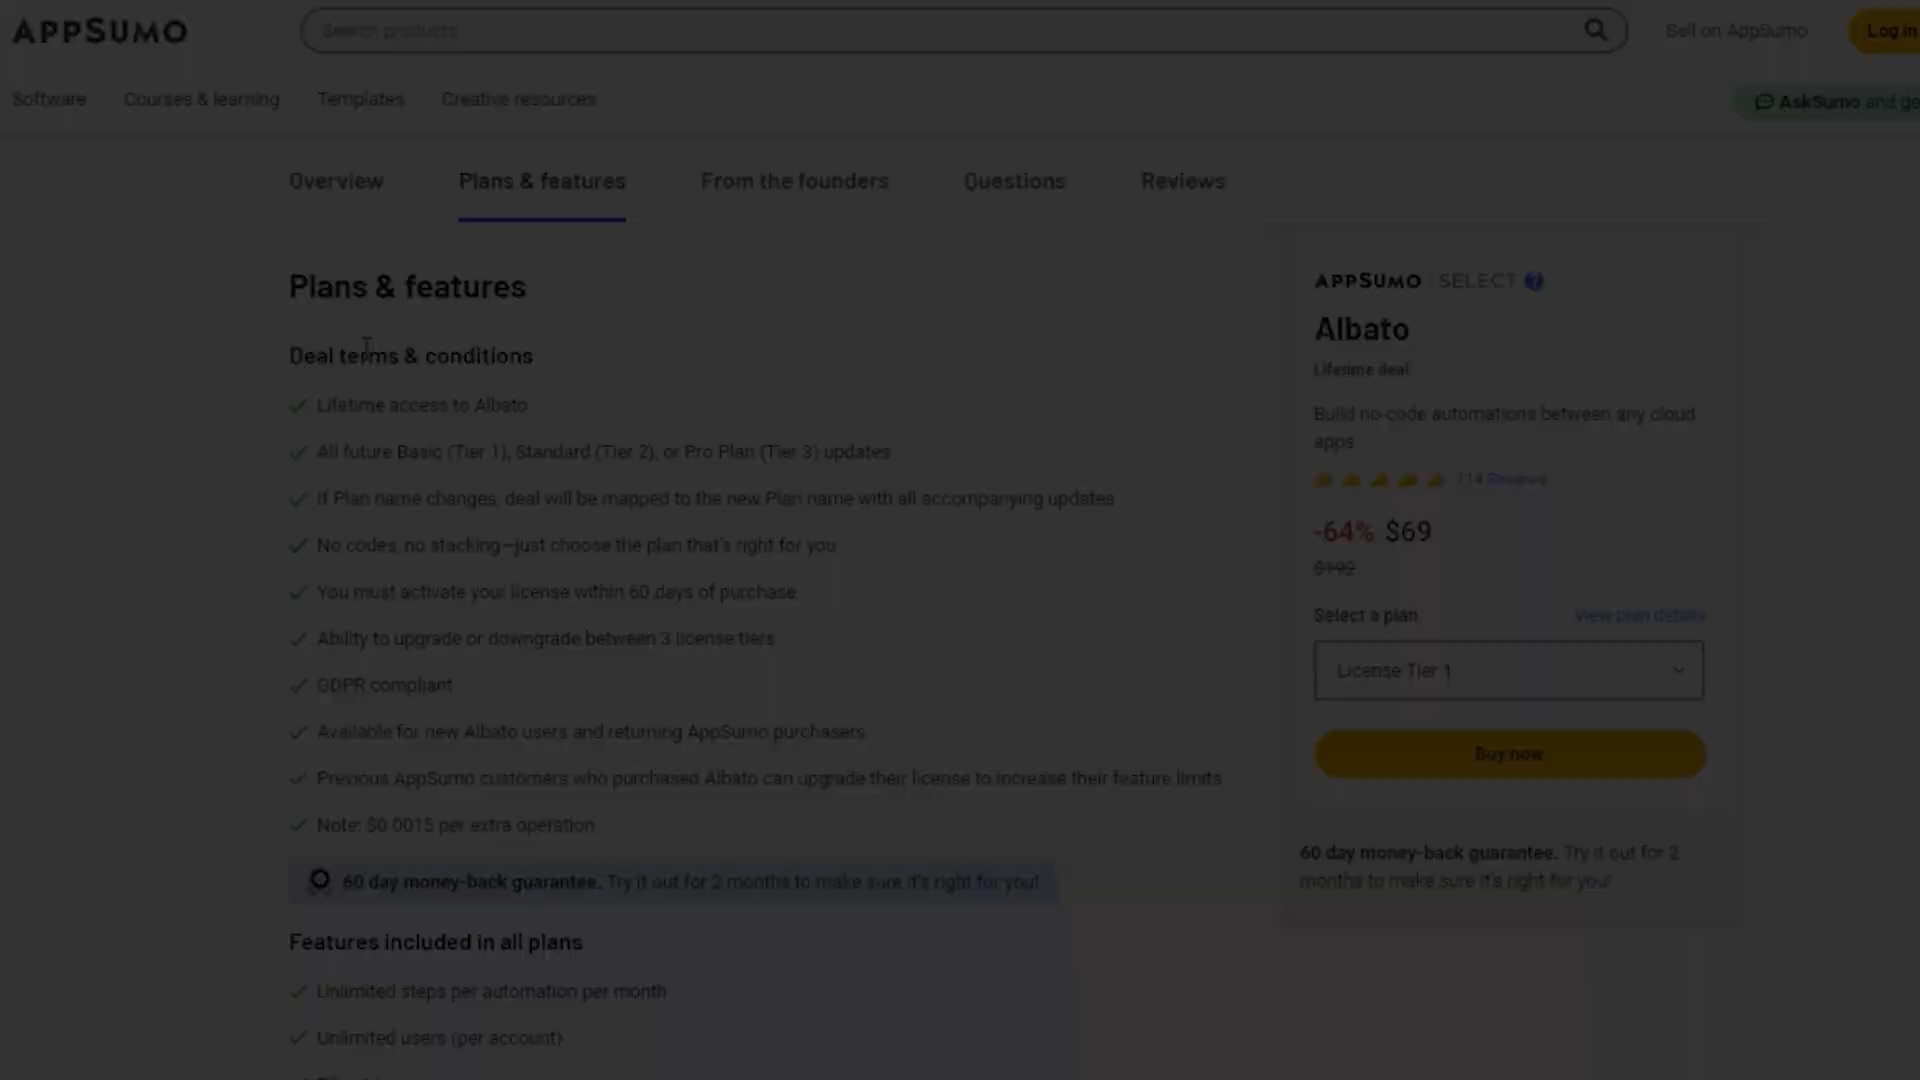 APPSUMO
Search products
Sell on AppSumo
Log in
Software
Courses & learning
Templates
Creative resources
AskSumo and ge
Overview
Plans & features
From the founders
Questions
Reviews
Plans & features
Deal terms & conditions
Lifetime access to Albato
All future Basic (Tier 1), Standard (Tier 2), or Pro Plan (Tier 3) updates
If Plan name changes, deal will be mapped to the new Plan name with all accompanying updates
No codes, no stacking—just choose the plan that's right for you
You must activate your license within 60 days of purchase
Ability to upgrade or downgrade between 3 license tiers
GDPR compliant
Available for new Albato users and returning AppSumo purchasers
Previous AppSumo customers who purchased Albato can upgrade their license to increase their feature limits
Note: $0.0015 per extra operation
60 day money-back guarantee. Try it out for 2 months to make sure it's right for you!
Features included in all plans
Unlimited steps per automation per month
Unlimited users (per account)
APPSUMO SELECT ?
Albato
Lifetime deal
Build no-code automations between any cloud
apps
114 Reviews
-64% $69
Select a plan
View plan details
License Tier 1
Buy now
60 day money-back guarantee. Try it out for 2
months to make sure it's right for you!